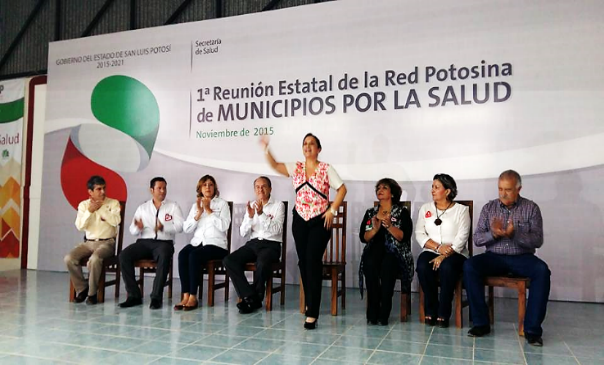 GOBIERNO DEL ESTADO DE SAN LUIS POTOSÍ
2015-2021
Secretaría
de Salud
1ª Reunión Estatal de la Red Potosina
de MUNICIPIOS POR LA SALUD
Noviembre de 2015
Salud